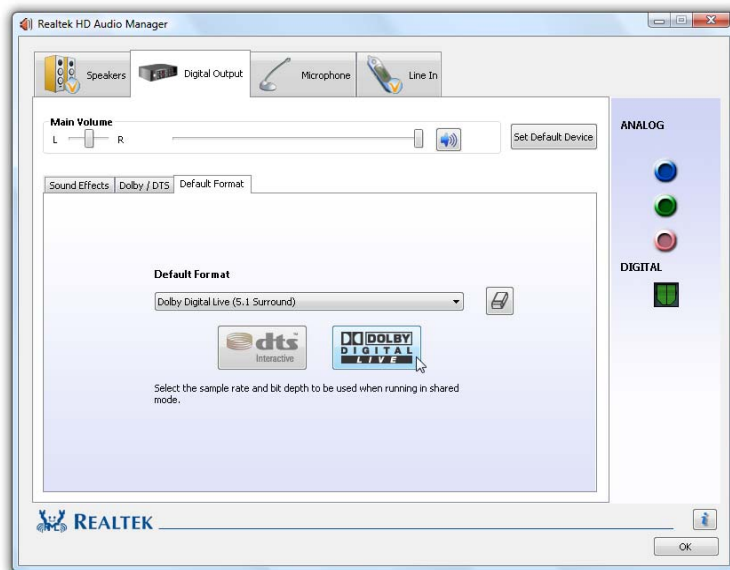 Realtek HD Audio Manager
Speakers
Digital Output
Microphone
Line In
Main Volume
L R
Set Default Device
Sound Effects Dolby / DTS Default Format
Default Format
Dolby Digital Live (5.1 Surround)
dts
Interactive
DOLBY
DIGITAL
LIVE
Select the sample rate and bit depth to be used when running in shared
mode.
ANALOG
DIGITAL
REALTEK
i
OK